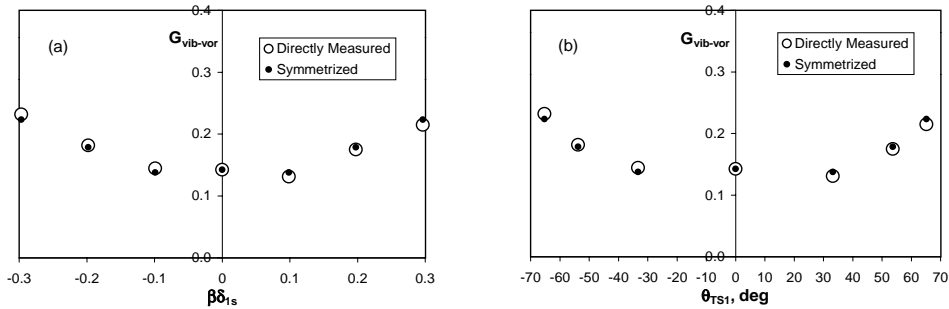 (a)
G vib-vor
Directly Measured
Symmetrized
0.4
0.3
0.2
0.1
0.0
-0.3
-0.2
-0.1
0
0.1
0.2
0.3
βδ1s
(b)
G vib-vor
Directly Measured
Symmetrized
0.4
0.3
0.2
0.1
0.0
-70 -60 -50 -40 -30 -20 -10 0 10 20 30 40 50 60 70
θTS1, deg